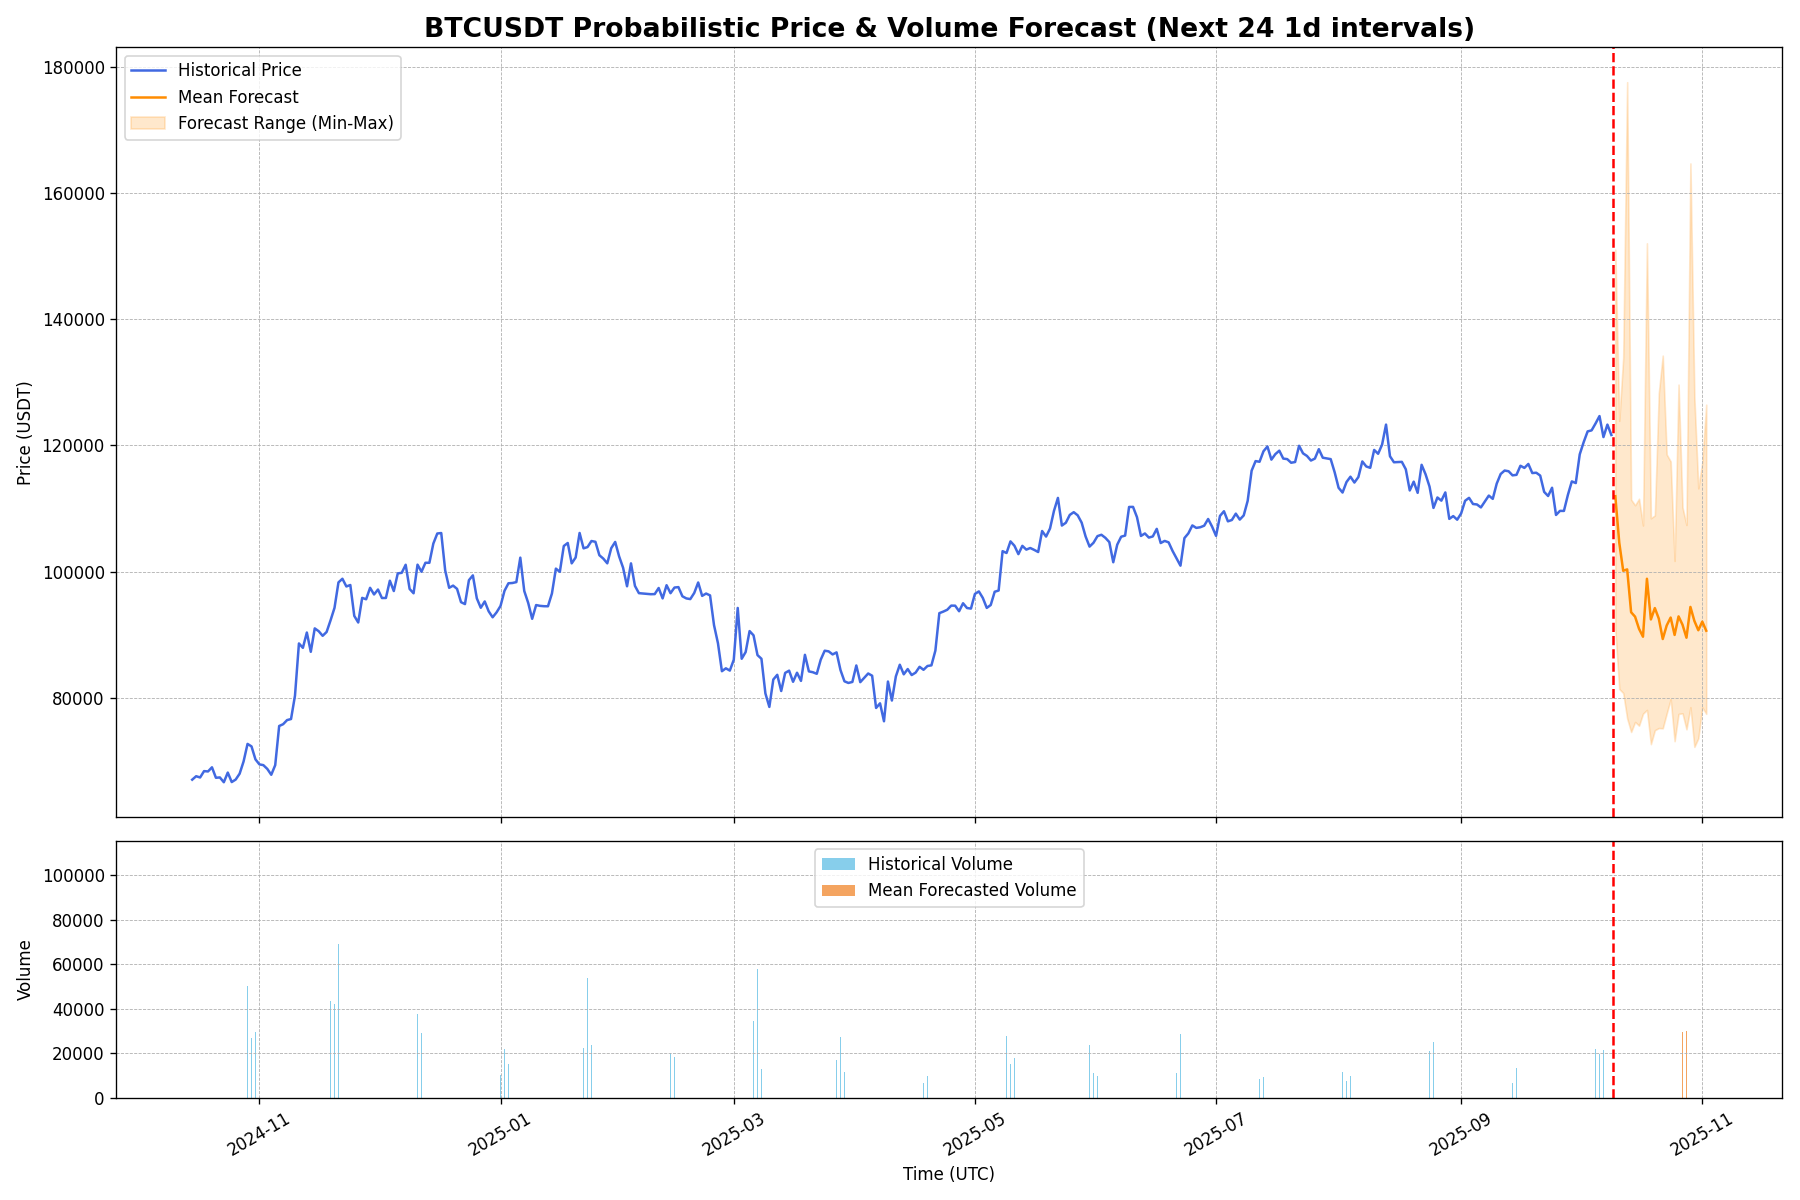 BTCUSDT Probabilistic Price & Volume Forecast (Next 24 1d intervals)
Historical Price
Mean Forecast
Forecast Range (Min-Max)
180000
160000
140000
120000
100000
80000
Price (USDT)
Historical Volume
Mean Forecasted Volume
100000
80000
60000
40000
20000
0
Volume
2024-11
2025-01
2025-03
2025-05
2025-07
2025-09
2025-11
Time (UTC)